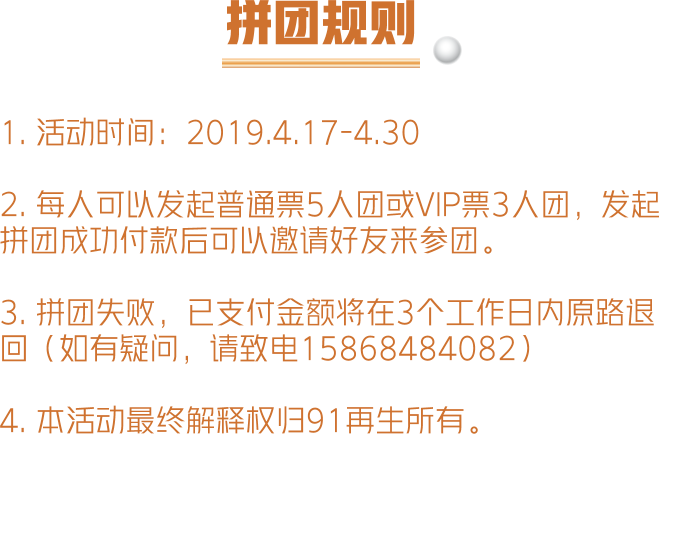 拼团规则
1. 活动时间：2019.4.17-4.30
2. 每人可以发起普通票5人团或VIP票3人团，发起
拼团成功付款后可以邀请好友来参团。
3. 拼团失败，已支付金额将在3个工作日内原路退
回（如有疑问，请致电15868484082）
4. 本活动最终解释权归91再生所有。